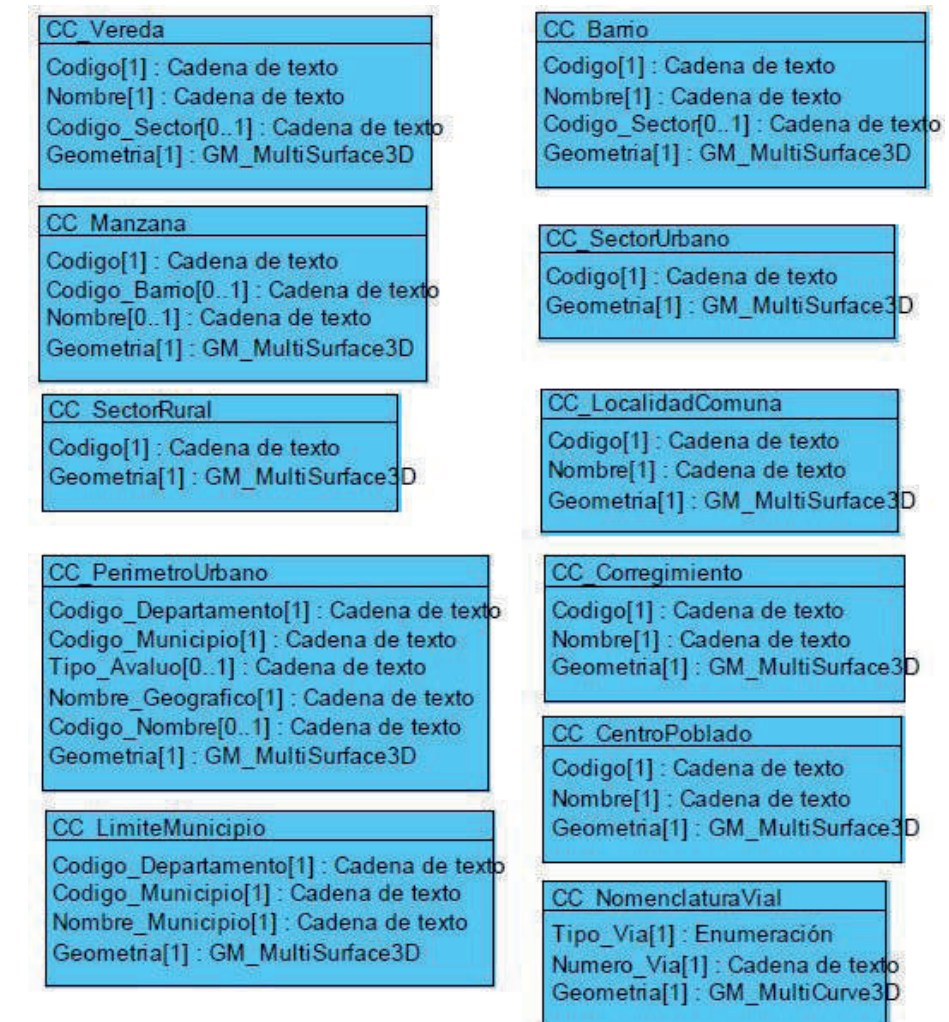 CC_Vereda
Codigo[1] : Cadena de texto
Nombre[1] : Cadena de texto
Codigo_Sector[0..1] : Cadena de texto
Geometria[1] : GM_MultiSurface3D
CC_Manzana
Codigo[1] : Cadena de texto
Codigo_Barrio[0..1] : Cadena de texto
Nombre[0..1] : Cadena de texto
Geometria[1] : GM_MultiSurface3D
CC_SectorRural
Codigo[1] : Cadena de texto
Geometria[1] : GM_MultiSurface3D
CC_PerimetroUrbano
Codigo_Departamento[1] : Cadena de texto
Codigo_Municipio[1] : Cadena de texto
Tipo_Avaluo[0..1] : Cadena de texto
Nombre_Geografico[1] : Cadena de texto
Codigo_Nombre[0..1] : Cadena de texto
Geometria[1] : GM_MultiSurface3D
CC_LimiteMunicipio
Codigo_Departamento[1] : Cadena de texto
Codigo_Municipio[1] : Cadena de texto
Nombre_Municipio[1] : Cadena de texto
Geometria[1] : GM_MultiSurface3D
CC_Barrio
Codigo[1] : Cadena de texto
Nombre[1] : Cadena de texto
Codigo_Sector[0..1] : Cadena de texto
Geometria[1] : GM_MultiSurface3D
CC_SectorUrbano
Codigo[1] : Cadena de texto
Geometria[1] : GM_MultiSurface3D
CC_LocalidadComuna
Codigo[1] : Cadena de texto
Nombre[1] : Cadena de texto
Geometria[1] : GM_MultiSurface3D
CC_Corregimiento
Codigo[1] : Cadena de texto
Nombre[1] : Cadena de texto
Geometria[1] : GM_MultiSurface3D
CC_CentroPoblado
Codigo[1] : Cadena de texto
Nombre[1] : Cadena de texto
Geometria[1] : GM_MultiSurface3D
CC_NomenclaturaVial
Tipo_Via[1] : Enumeración
Numero_Via[1] : Cadena de texto
Geometria[1] : GM_MultiCurve3D